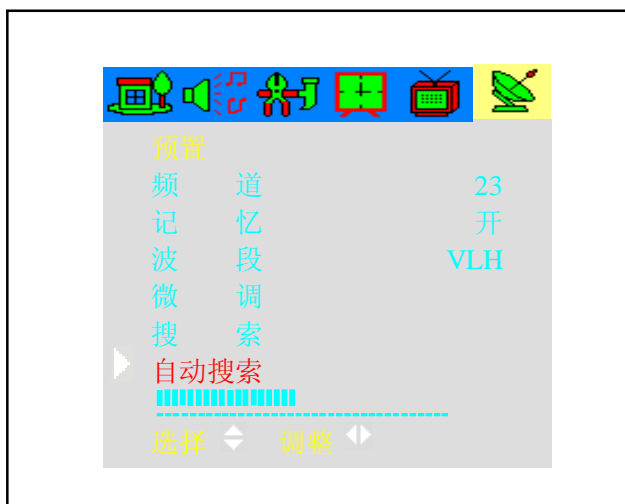 预置
频 道 23
记 忆 开
波 段 VLH
微 调
搜 索
自动搜索
选择 调整